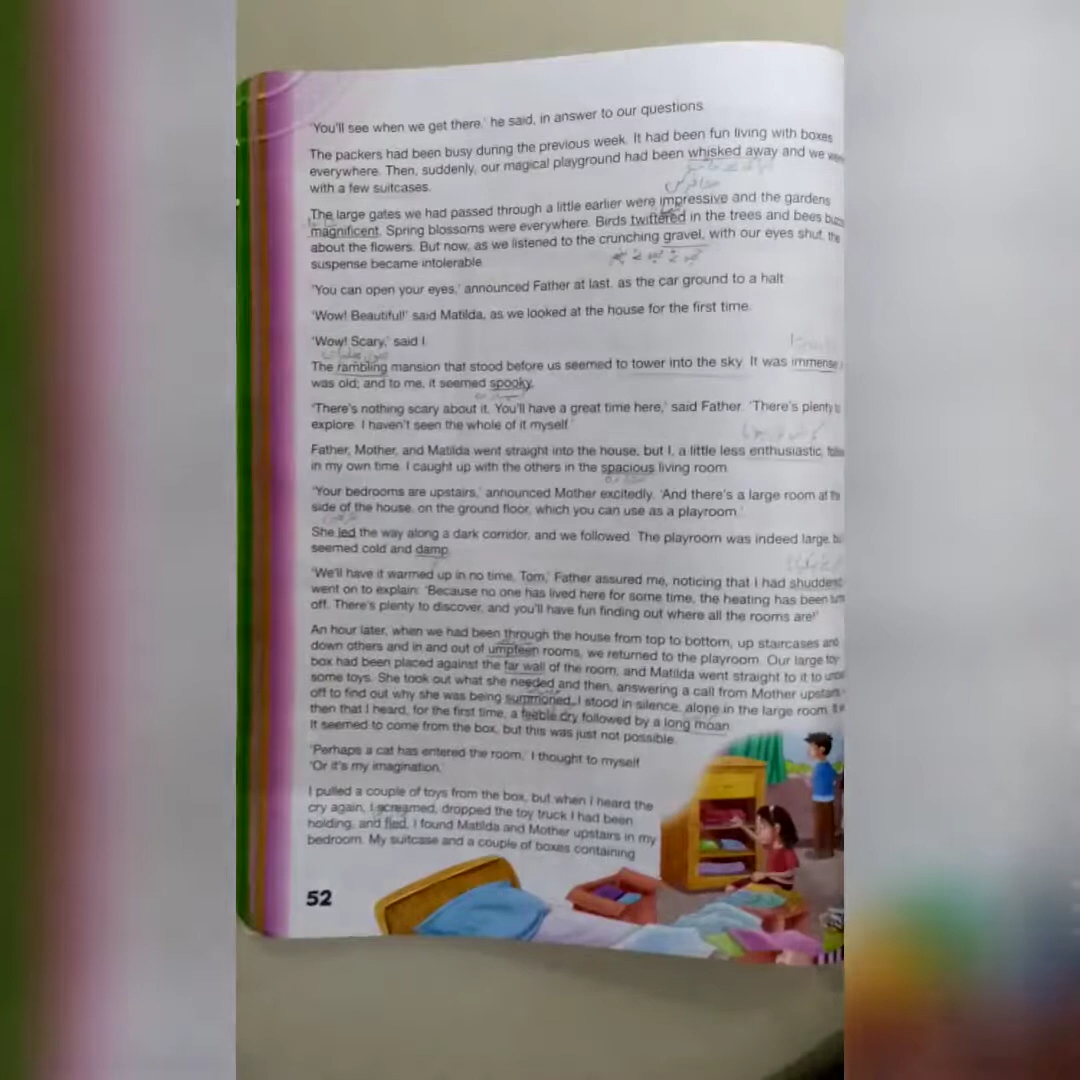 'You'll see when we get there,' he said, in answer to our questions.
The packers had been busy during the previous week. It had been fun living with boxes
everywhere. Then, suddenly, our magical playground had been whisked away and we
with a few suitcases.
The large gates we had passed through a little earlier were impressive and the gardens
magnificent. Spring blossoms were everywhere. Birds twittered in the trees and bees
about the flowers. But now, as we listened to the crunching gravel, with our eyes shut, the
suspense became intolerable.
'You can open your eyes,' announced Father at last, as the car ground to a halt.
'Wow! Beautiful!' said Matilda, as we looked at the house for the first time.
'Wow! Scary,' said I.
The rambling mansion that stood before us seemed to tower into the sky. It was immense
was old; and to me, it seemed spooky.
'There's nothing scary about it. You'll have a great time here,' said Father. 'There's plenty to
explore. I haven't seen the whole of it myself.'
Father, Mother, and Matilda went straight into the house, but I, a little less enthusiastic,
in my own time. I caught up with the others in the spacious living room.
'Your bedrooms are upstairs,' announced Mother excitedly. 'And there's a large room at the
side of the house, on the ground floor, which you can use as a playroom.'
She led the way along a dark corridor, and we followed. The playroom was indeed large,
seemed cold and damp.
'We'll have it warmed up in no time, Tom,' Father assured me, noticing that I had
went on to explain. 'Because no one has lived here for some time, the heating has been
off. There's plenty to discover, and you'll have fun finding out where all the rooms are!'
An hour later, when we had been through the house from top to bottom, up staircases and
down others and in and out of umpteen rooms, we returned to the playroom. Our large toy
box had been placed against the far wall of the room, and Matilda went straight to it to
some toys. She took out what she needed and then, answering a call from Mother upstairs
off to find out why she was being summoned. I stood in silence, alone in the large room.
then that I heard, for the first time, a feeble cry followed by a long moan.
It seemed to come from the box, but this was just not possible.
'Perhaps a cat has entered the room,' I thought to myself.
'Or it's my imagination.'
I pulled a couple of toys from the box, but when I heard the
cry again, I screamed, dropped the toy truck I had been
holding, and fled. I found Matilda and Mother upstairs in my
bedroom. My suitcase and a couple of boxes containing
52